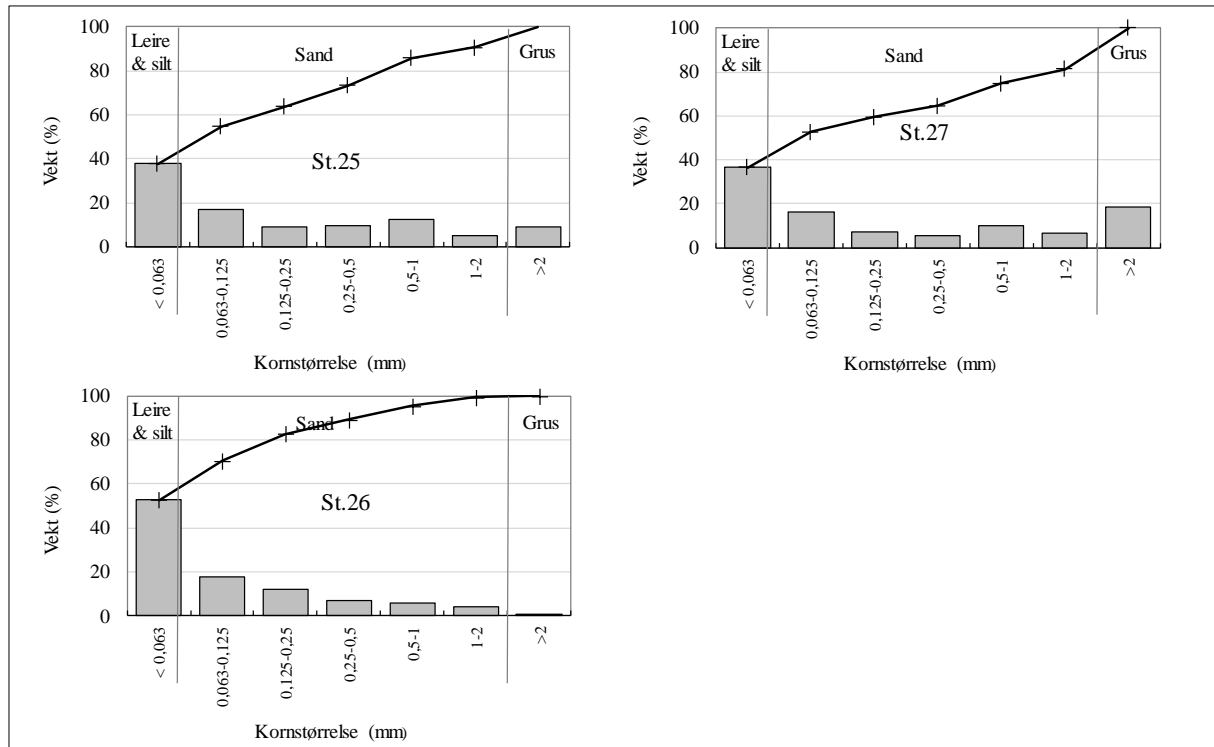 100
80
60
40
20
0
Vekt (%)
Leire
& silt
Sand
Grus
St.25
< 0,063
0,063-0,125
0,125-0,25
0,25-0,5
0,5-1
1-2
>2
Kornstørrelse (mm)
100
80
60
40
20
0
Vekt (%)
Leire
& silt
Sand
Grus
St.27
< 0,063
0,063-0,125
0,125-0,25
0,25-0,5
0,5-1
1-2
>2
Kornstørrelse (mm)
100
80
60
40
20
0
Vekt (%)
Leire
& silt
Sand
Grus
St.26
< 0,063
0,063-0,125
0,125-0,25
0,25-0,5
0,5-1
1-2
>2
Kornstørrelse (mm)